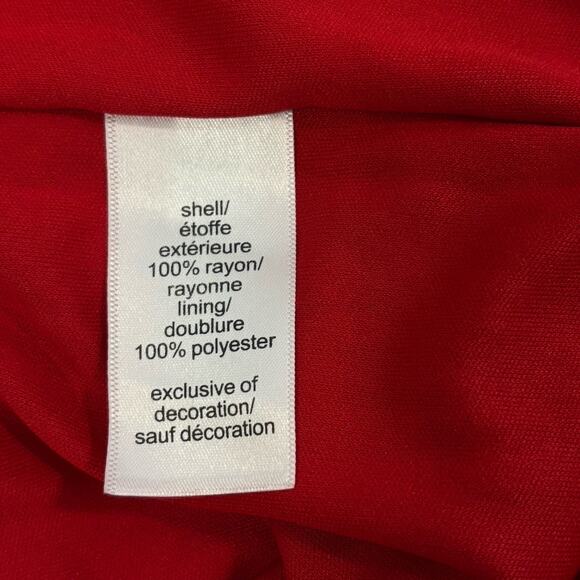 shell/
étoffe
extérieure
100% rayon/
rayonne
lining/
doublure
100% polyester
exclusive of
decoration/
sauf décoration